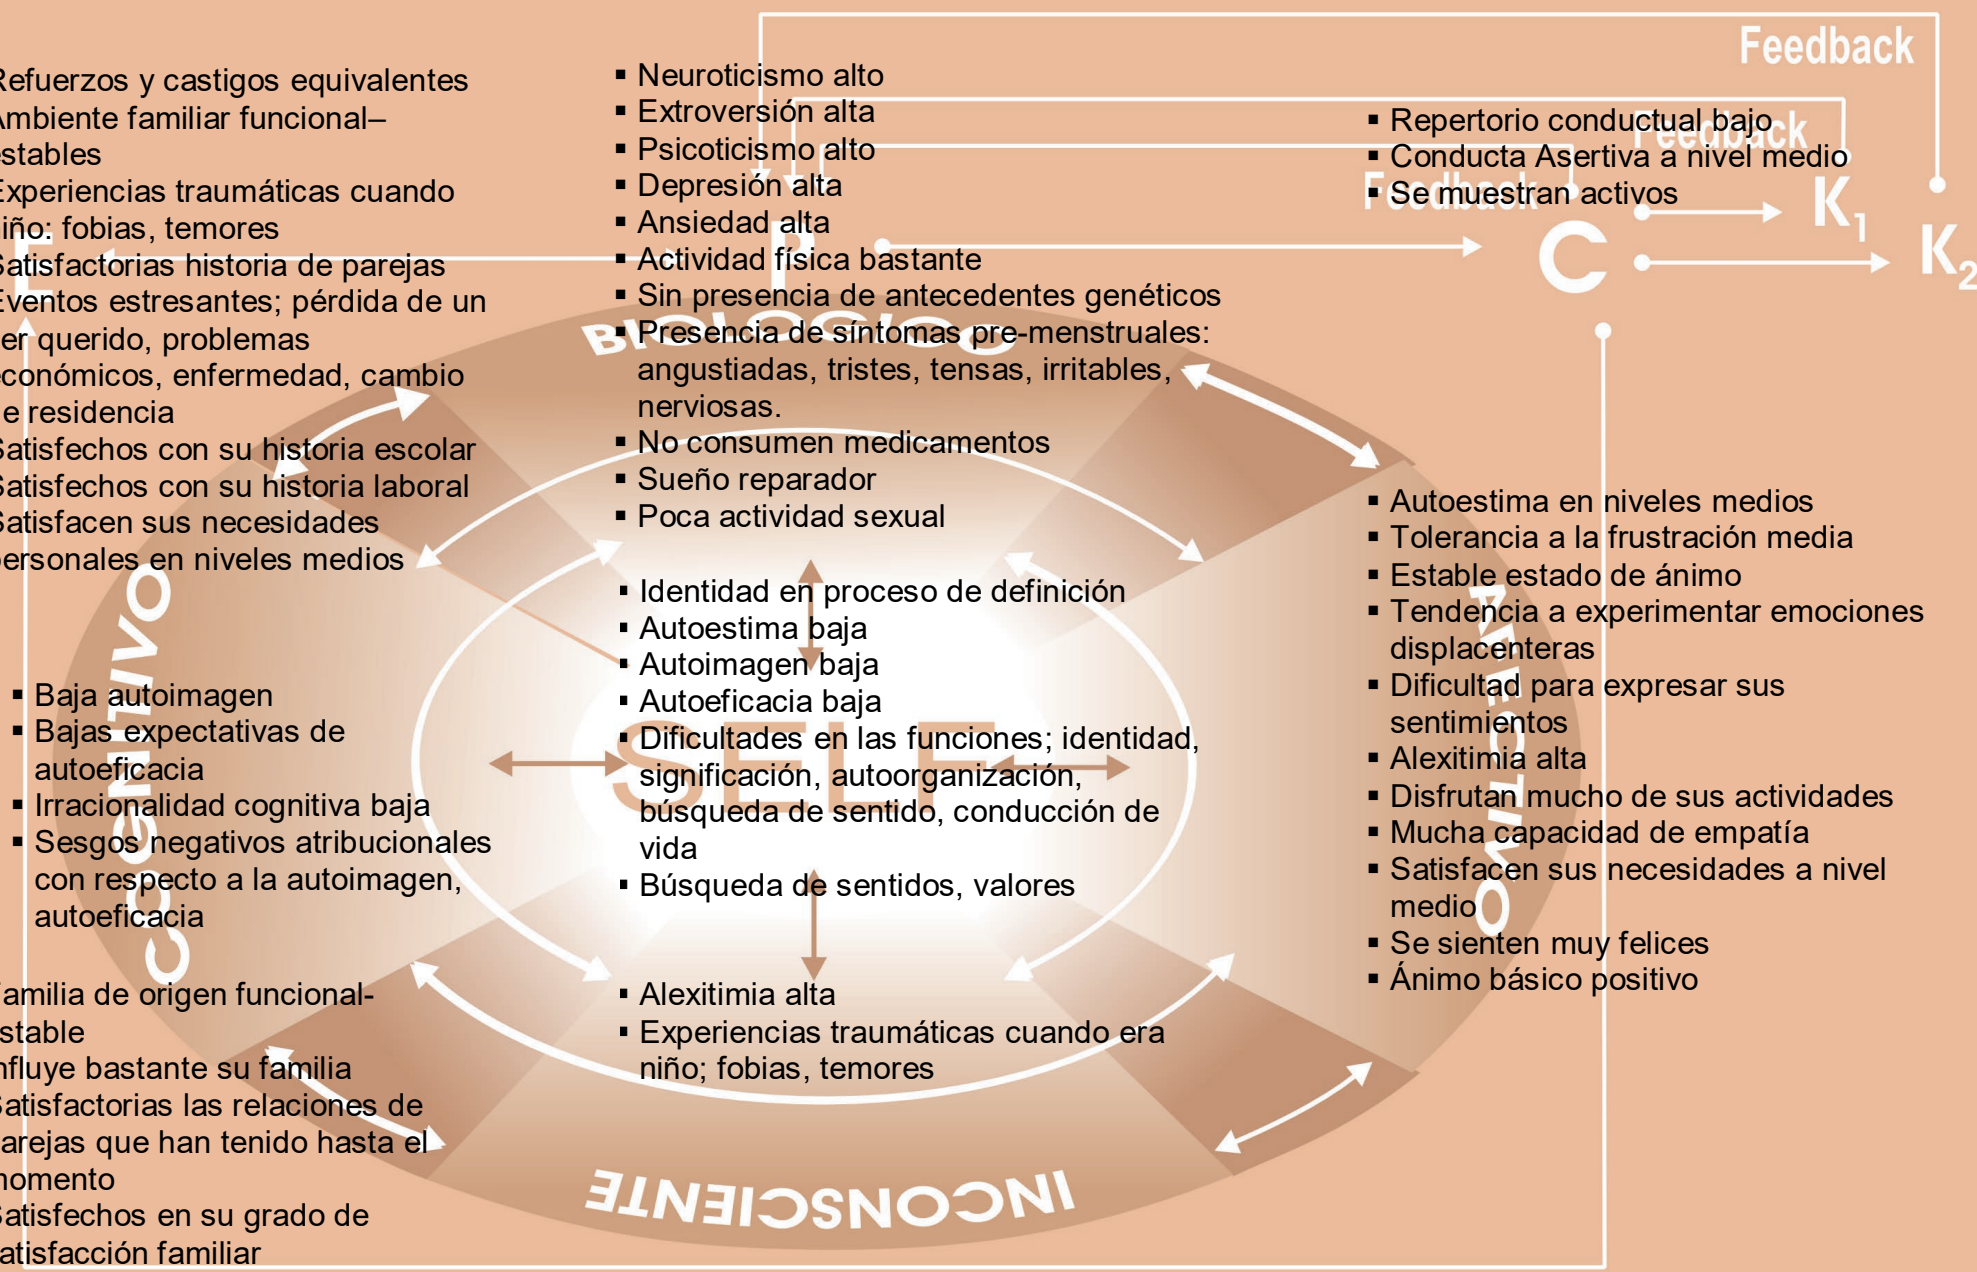 Refuerzos y castigos equivalentes
Ambiente familiar funcional–
estables
Experiencias traumáticas cuando
iño: fobias, temores
Satisfactorias historia de parejas
Eventos estresantes; pérdida de un
er querido, problemas
económicos, enfermedad, cambio
e residencia
Satisfechos con su historia escolar
Satisfechos con su historia laboral
Satisfacen sus necesidades
personales en niveles medios
▪ Neuroticismo alto
▪ Extroversión alta
▪ Psicoticismo alto
▪ Depresión alta
▪ Ansiedad alta
▪ Actividad física bastante
▪ Sin presencia de antecedentes genéticos
▪ Presencia de síntomas pre-menstruales:
angustiadas, tristes, tensas, irritables,
nerviosas.
▪ No consumen medicamentos
▪ Sueño reparador
▪ Poca actividad sexual
Feedback
Feedback
Feedback
▪ Repertorio conductual bajo
▪ Conducta Asertiva a nivel medio
▪ Se muestran activos
E
P
C
K1
K2
BIOLOGICO
COGNITIVO
▪ Baja autoimagen
▪ Bajas expectativas de
autoeficacia
▪ Irracionalidad cognitiva baja
▪ Sesgos negativos atribucionales
con respecto a la autoimagen,
autoeficacia
SELF
▪ Identidad en proceso de definición
▪ Autoestima baja
▪ Autoimagen baja
▪ Autoeficacia baja
▪ Dificultades en las funciones; identidad,
significación, autoorganización,
búsqueda de sentido, conducción de
vida
▪ Búsqueda de sentidos, valores
AFECTIVO
▪ Autoestima en niveles medios
▪ Tolerancia a la frustración media
▪ Estable estado de ánimo
▪ Tendencia a experimentar emociones
displacenteras
▪ Dificultad para expresar sus
sentimientos
▪ Alexitimia alta
▪ Disfrutan mucho de sus actividades
▪ Mucha capacidad de empatía
▪ Satisfacen sus necesidades a nivel
medio
▪ Se sienten muy felices
▪ Ánimo básico positivo
Familia de origen funcional-
stable
nfluye bastante su familia
Satisfactorias las relaciones de
arejas que han tenido hasta el
momento
Satisfechos en su grado de
atisfacción familiar
▪ Alexitimia alta
▪ Experiencias traumáticas cuando era
niño; fobias, temores
INCONSCIENTE